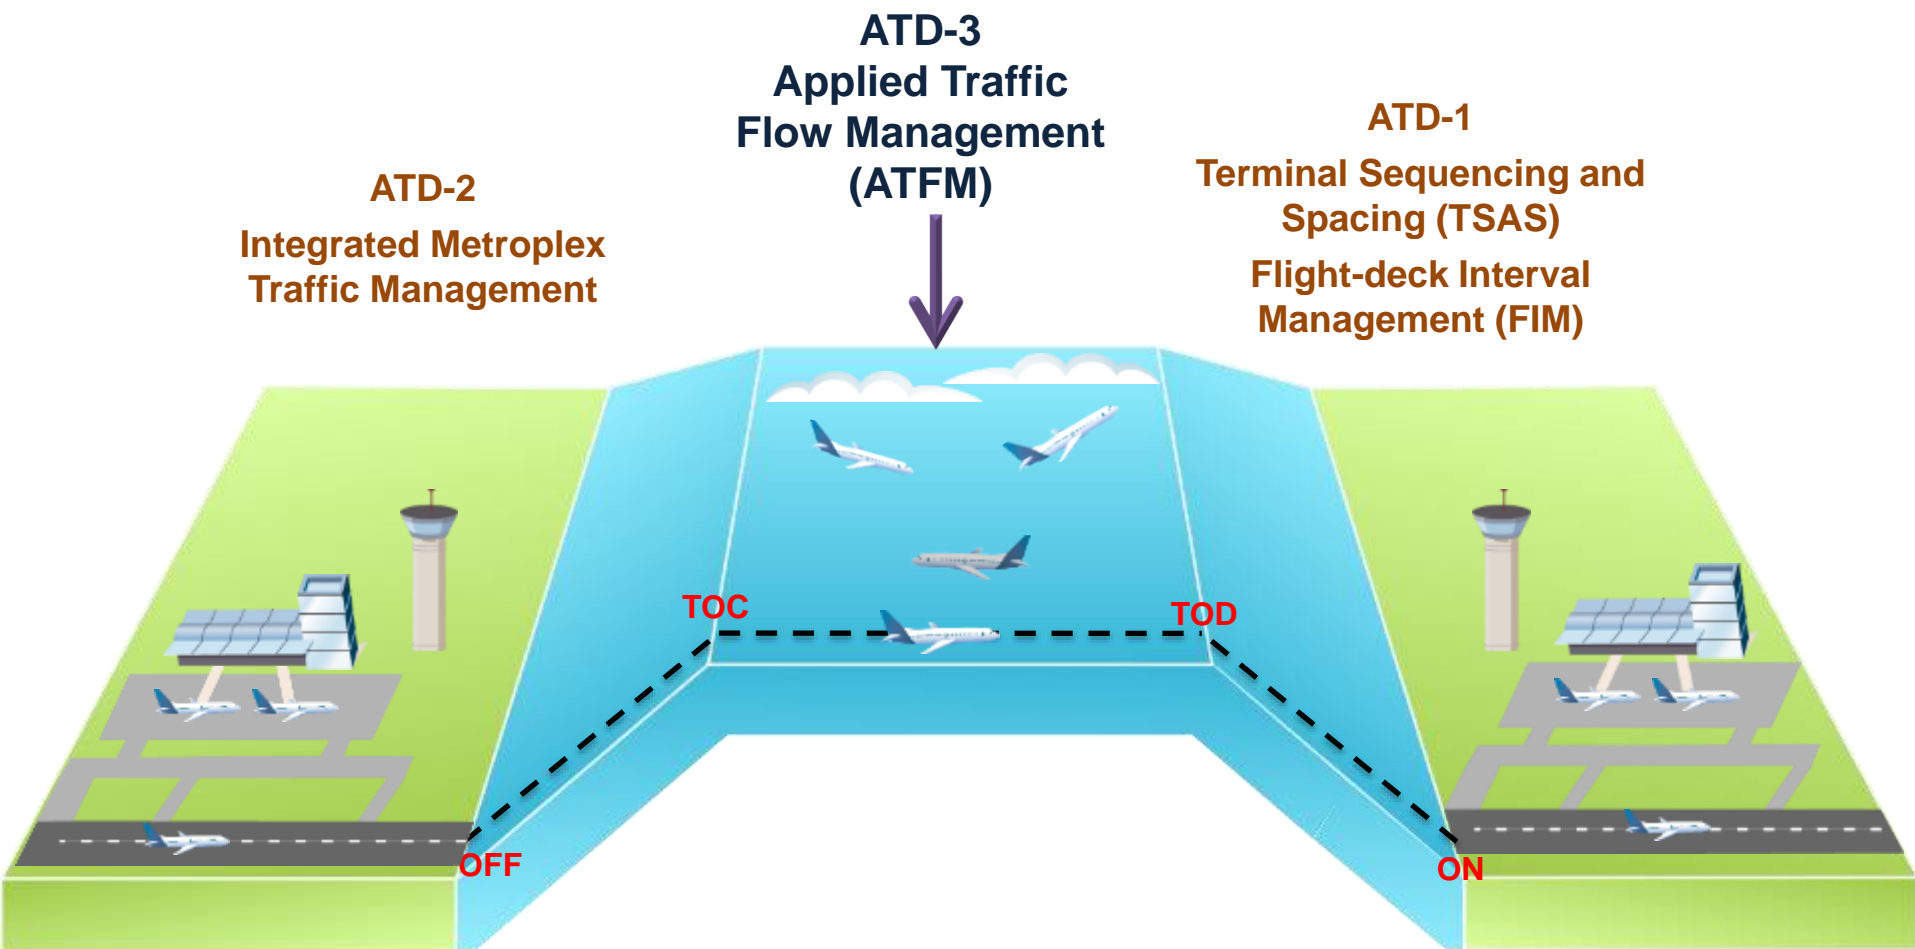 ATD-3
Applied Traffic
Flow Management
(ATFM)
ATD-1
Terminal Sequencing and
Spacing (TSAS)
Flight-deck Interval
Management (FIM)
ATD-2
Integrated Metroplex
Traffic Management
TOC
TOD
OFF
ON